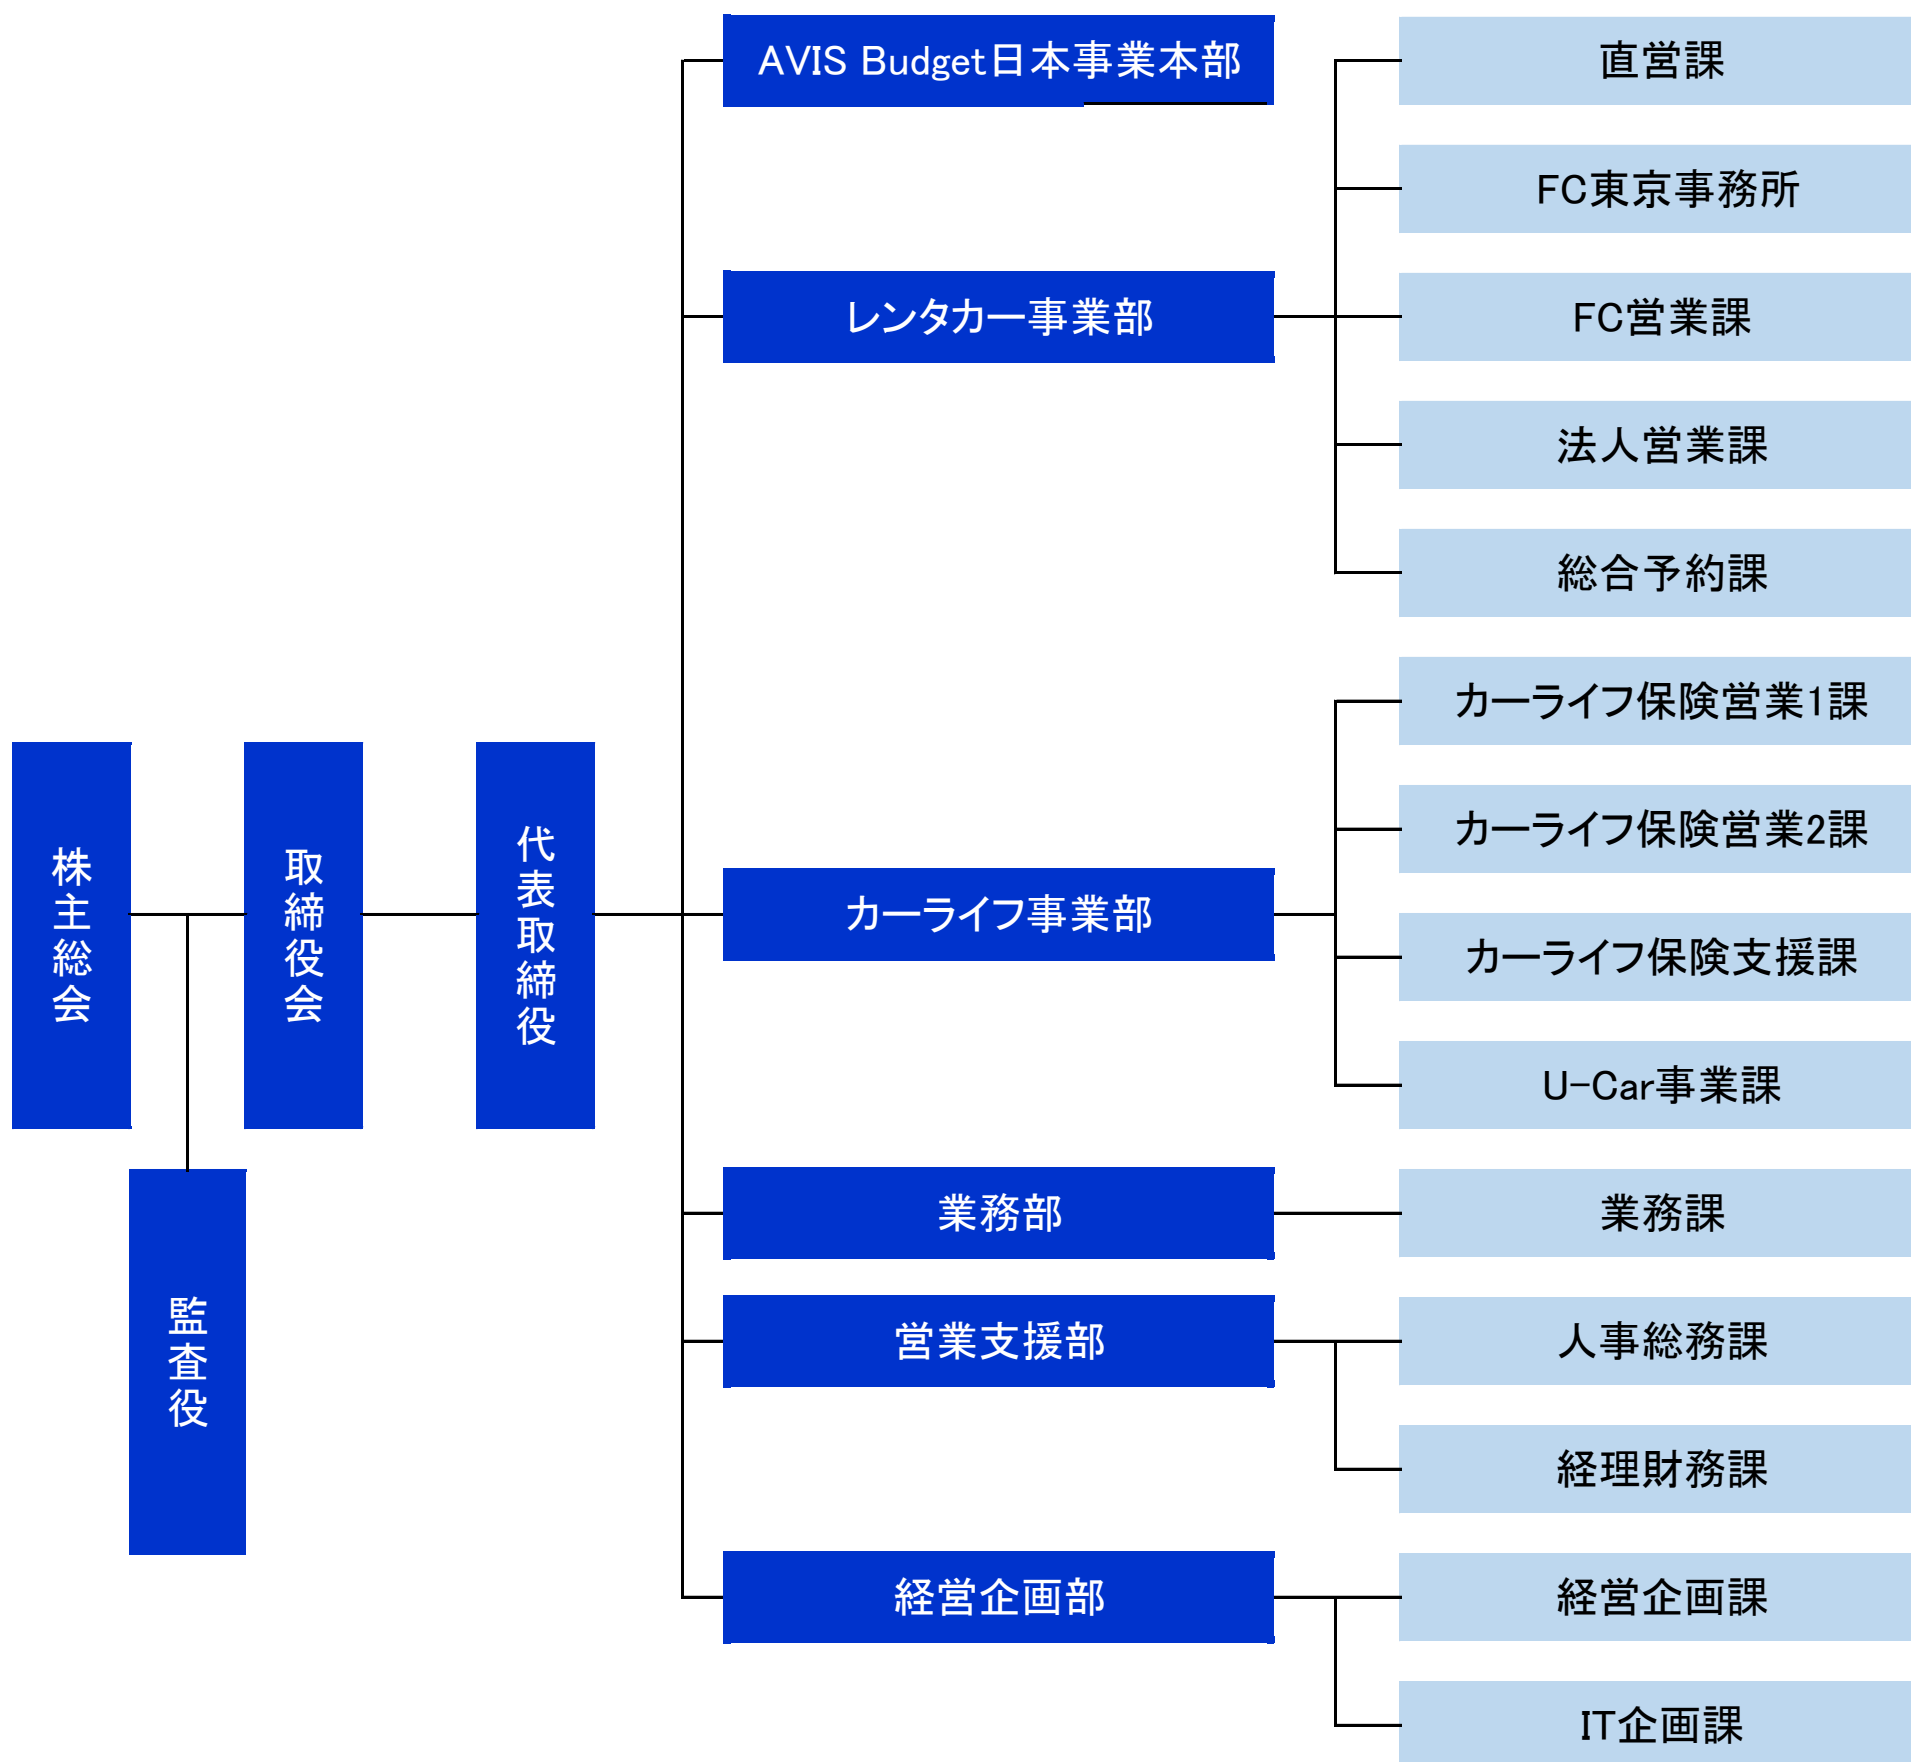 株主総会
監査役
取締役会
代表取締役
AVIS Budget日本事業本部
レンタカー事業部
直営課
FC東京事務所
FC営業課
法人営業課
総合予約課
カーライフ事業部
カーライフ保険営業1課
カーライフ保険営業2課
カーライフ保険支援課
U-Car事業課
業務部
業務課
営業支援部
人事総務課
経理財務課
経営企画部
経営企画課
IT企画課